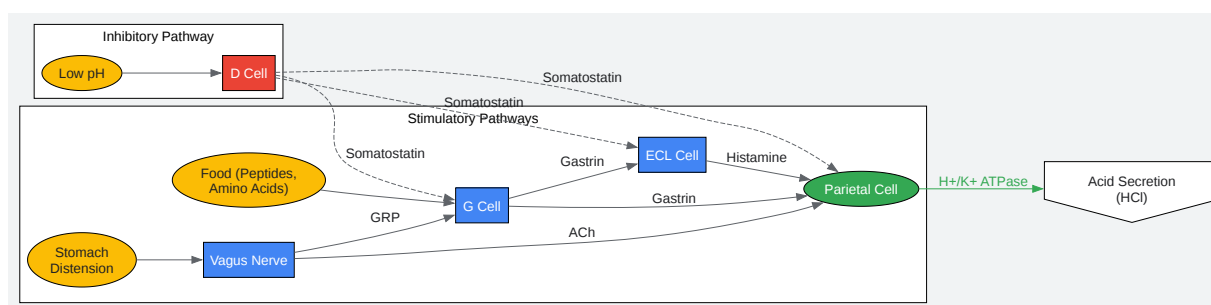 Inhibitory Pathway
Low pH
D Cell
Somatostatin
Somatostatin
Stimulatory Pathways
Somatostatin
ECL Cell
Histamine
Gastrin
Food (Peptides,
Amino Acids)
G Cell
Gastrin
Parietal Cell
H+/K+ ATPase
Acid Secretion
(HCl)
GRP
ACh
Stomach
Distension
Vagus Nerve